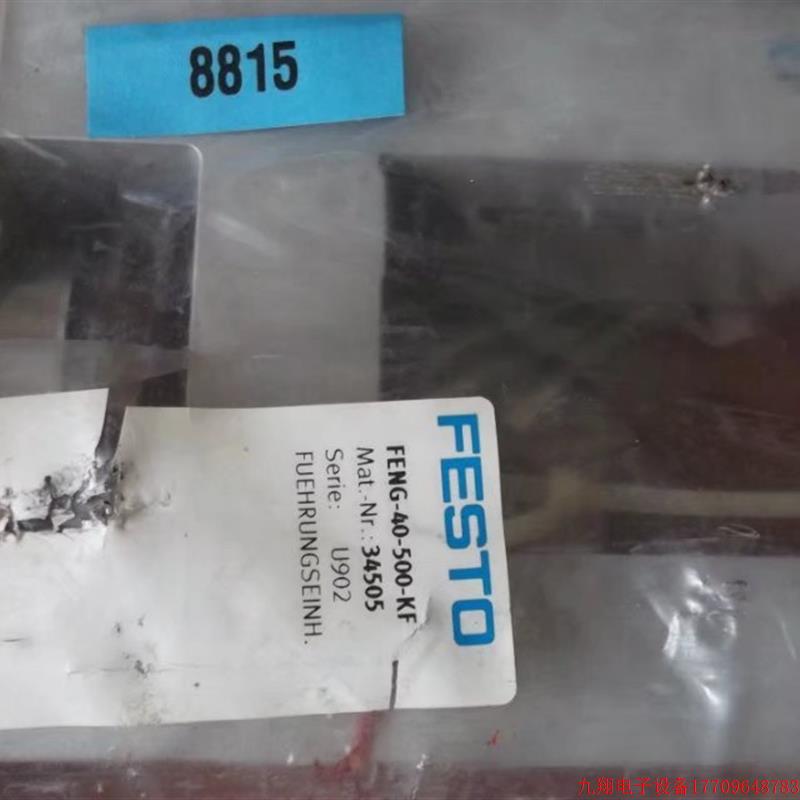 8815
FESTO
FENG-40-500-KF
Mat.-Nr.: 34505
Serie: U902
FUEHRUNGSEINH.
九翔电子设备17709648783